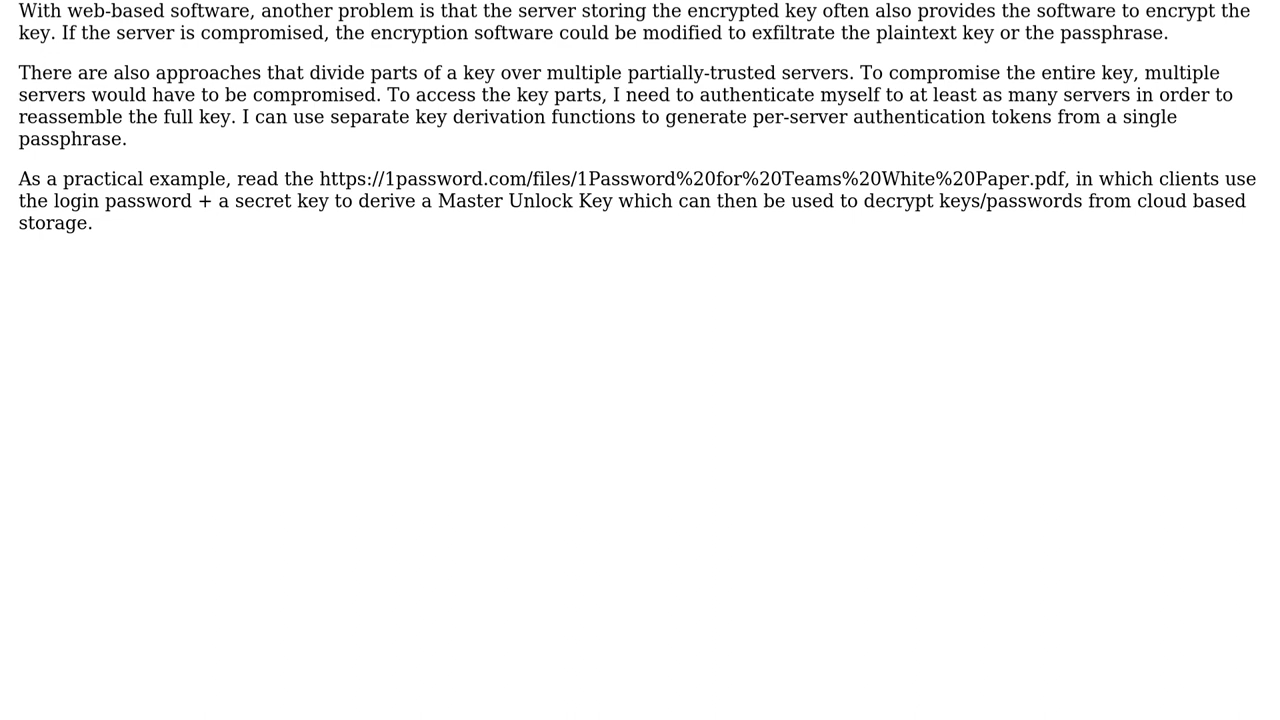 With web-based software, another problem is that the server storing the encrypted key often also provides the software to encrypt the
key. If the server is compromised, the encryption software could be modified to exfiltrate the plaintext key or the passphrase.
There are also approaches that divide parts of a key over multiple partially-trusted servers. To compromise the entire key, multiple
servers would have to be compromised. To access the key parts, I need to authenticate myself to at least as many servers in order to
reassemble the full key. I can use separate key derivation functions to generate per-server authentication tokens from a single
passphrase.
As a practical example, read the https://1password.com/files/1Password%20for%20Teams%20White%20Paper.pdf, in which clients use
the login password + a secret key to derive a Master Unlock Key which can then be used to decrypt keys/passwords from cloud based
storage.